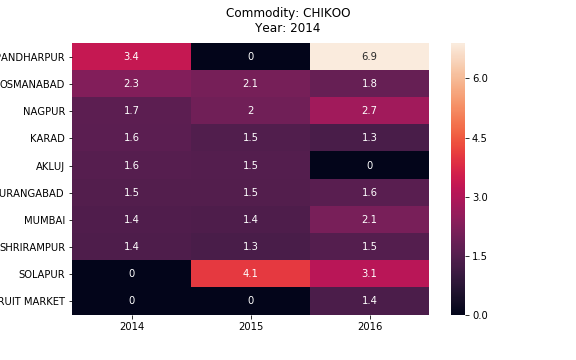 Commodity: CHIKOO
Year: 2014
PANDHARPUR 3.4 0 6.9
OSMANABAD 2.3 2.1 1.8
NAGPUR 1.7 2 2.7
KARAD 1.6 1.5 1.3
AKLUJ 1.6 1.5 0
URANGABAD 1.5 1.5 1.6
MUMBAI 1.4 1.4 2.1
SHRIRAMPUR 1.4 1.3 1.5
SOLAPUR 0 4.1 3.1
RUIT MARKET 0 0 1.4
2014 2015 2016
6.0
4.5
3.0
1.5
0.0